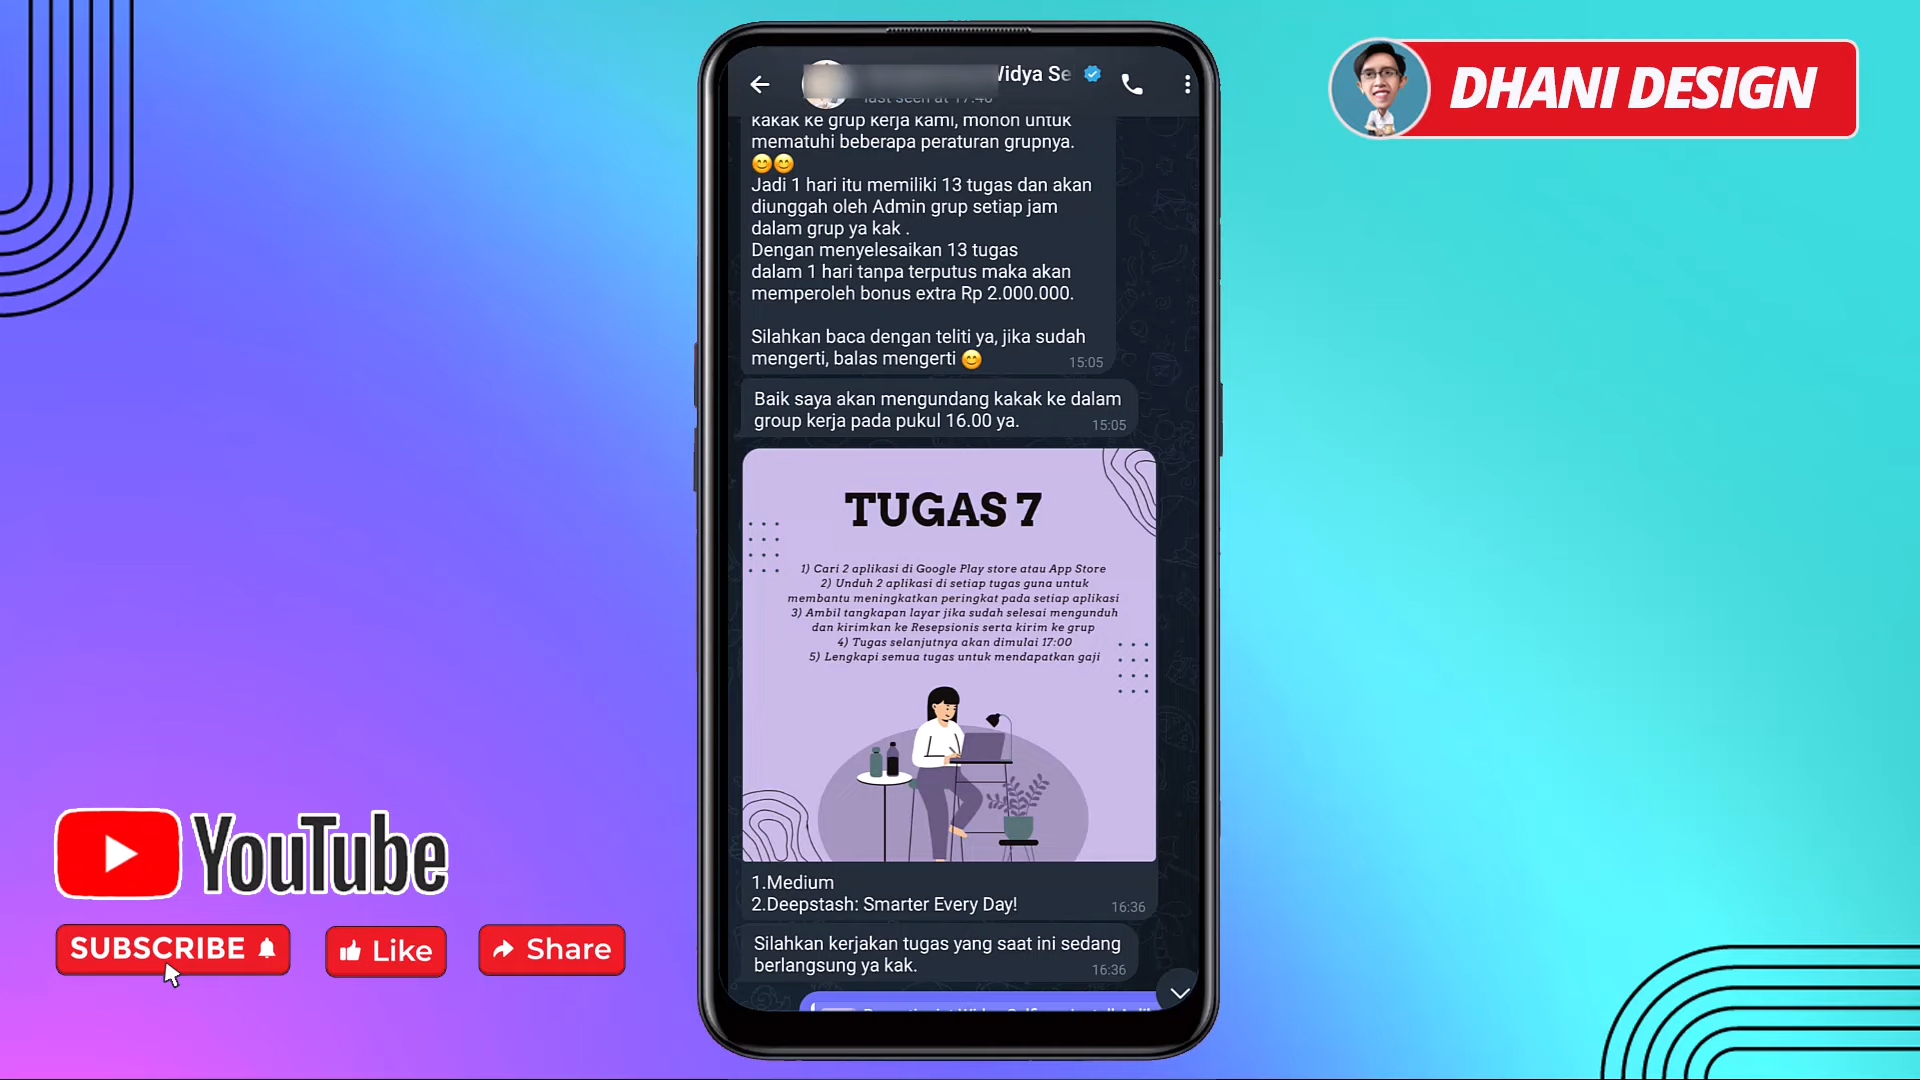 DHANI DESIGN
Widya Se
last seen at 17:40
kakak ke grup kerja kami, mohon untuk
mematuhi beberapa peraturan grupnya.
😊😊
Jadi 1 hari itu memiliki 13 tugas dan akan
diunggah oleh Admin grup setiap jam
dalam grup ya kak .
Dengan menyelesaikan 13 tugas
dalam 1 hari tanpa terputus maka akan
memperoleh bonus extra Rp 2.000.000.
Silahkan baca dengan teliti ya, jika sudah
mengerti, balas mengerti 😊
15:05
Baik saya akan mengundang kakak ke dalam
group kerja pada pukul 16.00 ya.
15:05
TUGAS 7
1) Cari 2 aplikasi di Google Play store atau App Store
2) Unduh 2 aplikasi di setiap tugas guna untuk
membantu meningkatkan peringkat pada setiap aplikasi
3) Ambil tangkapan layar jika sudah selesai mengunduh
dan kirimkan ke Resepsionis serta kirim ke grup
4) Tugas selanjutnya akan dimulai 17:00
5) Lengkapi semua tugas untuk mendapatkan gaji
1.Medium
2.Deepstash: Smarter Every Day!
16:36
Silahkan kerjakan tugas yang saat ini sedang
berlangsung ya kak.
16:36
YouTube
SUBSCRIBE
Like
Share